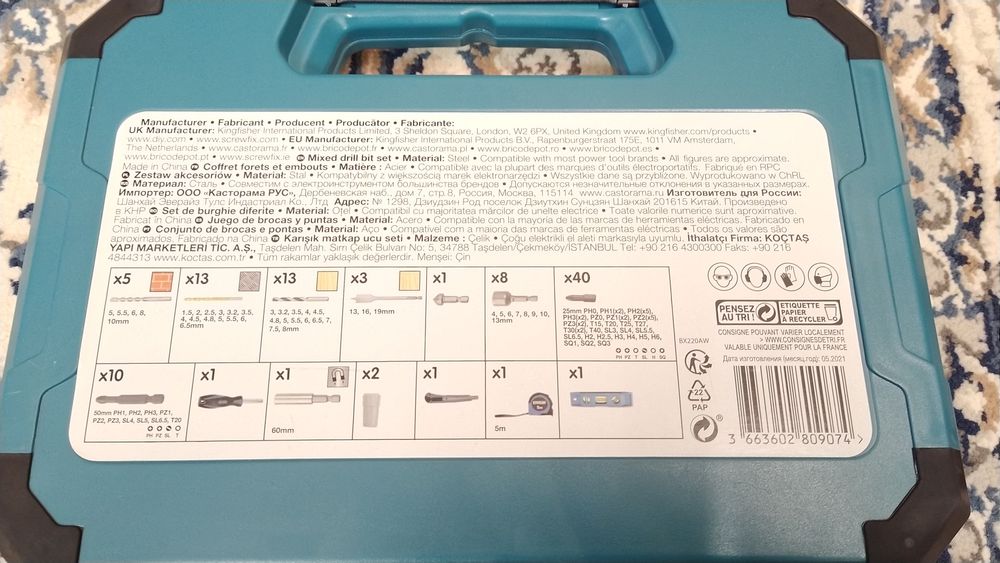 Manufacturer • Fabricant • Producent • Producător • Fabricante:
UK Manufacturer: Kingfisher International Products Limited, 3 Sheldon Square, London, W2 6PX, United Kingdom www.kingfisher.com/products •
www.diy.com • www.screwfix.com • EU Manufacturer: Kingfisher International Products B.V., Rapenburgerstraat 175E, 1011 VM Amsterdam,
The Netherlands • www.castorama.fr • www.bricodepot.fr • www.castorama.pl • www.bricodepot.ro • www.bricodepot.es •
www.bricodepot.pt • www.screwfix.ie Mixed drill bit set • Material: Steel • Compatible with most power tool brands • All figures are approximate.
Made in China Coffret forets et embouts • Matière : Acier • Compatible avec la plupart des marques d'outils électroportatifs. Fabriqué en RPC
Zestaw akcesoriów • Materiał: Stal • Kompatybilny z większością marek elektronarzędzi • Wszystkie dane są przybliżone. Wyprodukowano w ChRL
Материал: Сталь • Совместим с электроинструментом большинства брендов • Допускаются незначительные отклонения в указанных размерах.
Импортер: ООО «Касторама РУС», Дербеневская наб., дом 7, стр.8, Россия, Москва, 115114 www.castorama.ru Изготовитель для России:
Шанхай Эверайз Тулс Индастриал Ко., Лтд Адрес: № 1298, Дзиудзин Род поселок Дзиутхин Сунцзян Шанхай 201615 Китай. Произведено
в КНР Set de burghie diferite • Material: Oțel • Compatibil cu majoritatea mărcilor de unelte electrice • Toate valorile numerice sunt aproximative.
Fabricat în China Juego de brocas y puntas • Material: Acero • Compatible con la mayoría de las marcas de herramientas eléctricas. Fabricado en
China Conjunto de brocas e pontas • Material: Aço • Compatível com a maioria das marcas de ferramentas eléctricas • Todos os valores são
aproximados. Fabricado na China Karışık matkap ucu seti • Malzeme : Çelik • Çoğu elektrikli el aleti markasıyla uyumlu. İthalatçı Firma: KOÇTAŞ
YAPI MARKETLERİ TİC. A.Ş., Taşdelen Mah. Sırrı Çelik Bulvarı No: 5, 34788 Taşdelen/Çekmeköy/İSTANBUL Tel: +90 216 4300300 Faks: +90 216
4844313 www.koctas.com.tr • Tüm rakamlar yaklaşık değerlerdir. Menşei: Çin
x5
x13
x13
x3
x1
x8
x40
5, 5.5, 6, 8,
10mm
1.5, 2, 2.5, 3, 3.2, 3.5,
4, 4.5, 4.8, 5, 5.5, 6,
6.5mm
3, 3.2, 3.5, 4, 4.5,
4.8, 5, 5.5, 6, 6.5, 7,
7.5, 8mm
13, 16, 19mm
4, 5, 6, 7, 8, 9, 10,
13mm
25mm PH0, PH1(x2), PH2(x5),
PH3(x2), PZ0, PZ1(x2), PZ2(x5),
PZ3(x2), T15, T20, T25, T27,
T30(x2), T40, SL3, SL4, SL5.5,
SL6.5, H2, H2.5, H3, H4, H5, H6,
SQ1, SQ2, SQ3
PH PZ T SL H SQ
x10
x1
x1
x2
x1
x1
x1
50mm PH1, PH2, PH3, PZ1,
PZ2, PZ3, SL4, SL5, SL6.5, T20
PH PZ SL T
60mm
5m
PENSEZ
AU TRI !
ETIQUETTE
PAPIER
À RECYCLER
CONSIGNE POUVANT VARIER LOCALEMENT
> WWW.CONSIGNESDETRI.FR
VALABLE UNIQUEMENT POUR LA FRANCE
BX220AW
Дата изготовления (месяц.год): 05.2021
22
PAP
®
3 663602 809074 >